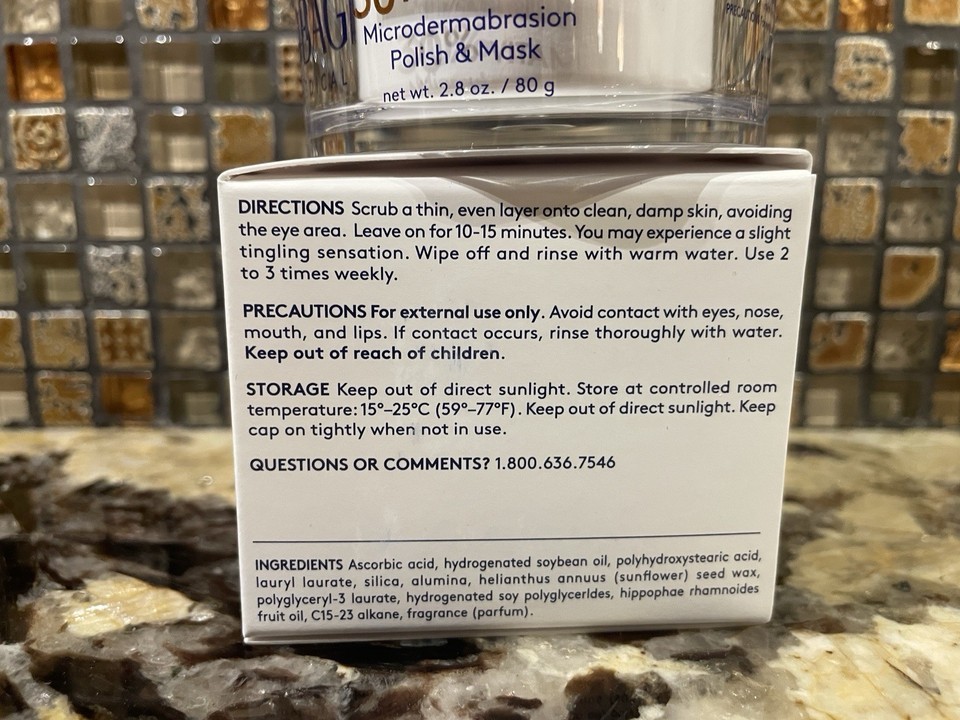 Microdermabrasion
Polish & Mask
net wt. 2.8 oz. / 80 g
DIRECTIONS Scrub a thin, even layer onto clean, damp skin, avoiding
the eye area. Leave on for 10-15 minutes. You may experience a slight
tingling sensation. Wipe off and rinse with warm water. Use 2
to 3 times weekly.
PRECAUTIONS For external use only. Avoid contact with eyes, nose,
mouth, and lips. If contact occurs, rinse thoroughly with water.
Keep out of reach of children.
STORAGE Keep out of direct sunlight. Store at controlled room
temperature: 15°–25°C (59°–77°F). Keep out of direct sunlight. Keep
cap on tightly when not in use.
QUESTIONS OR COMMENTS? 1.800.636.7546
INGREDIENTS Ascorbic acid, hydrogenated soybean oil, polyhydroxystearic acid,
lauryl laurate, silica, alumina, helianthus annuus (sunflower) seed wax,
polyglyceryl-3 laurate, hydrogenated soy polyglycerides, hippophae rhamnoides
fruit oil, C15-23 alkane, fragrance (parfum).